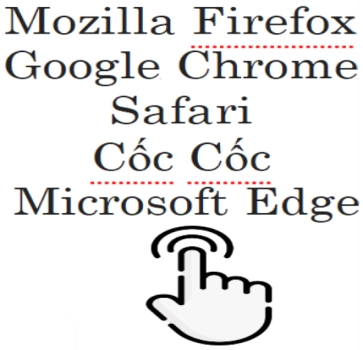 Mozilla Firefox
Google Chrome
Safari
Cốc Cốc
Microsoft Edge